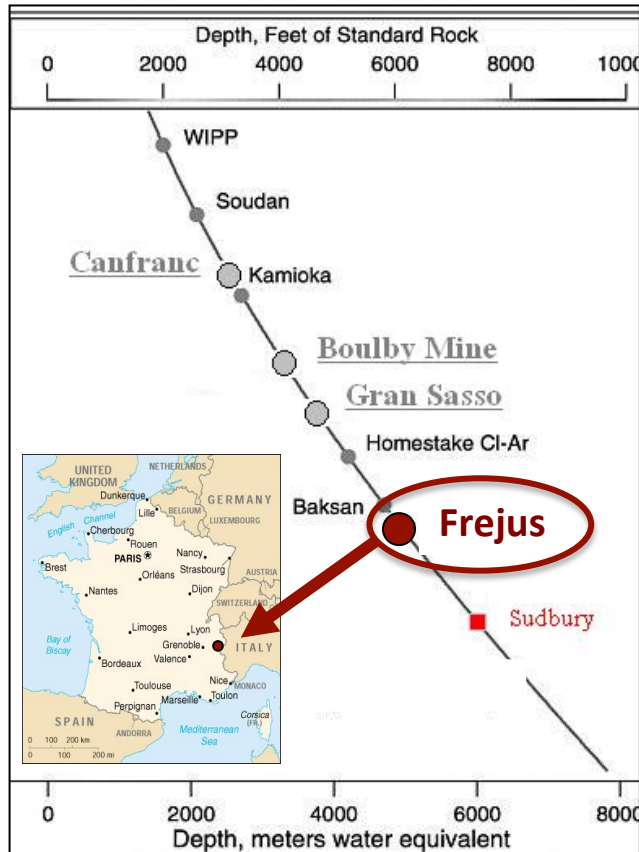 Depth, Feet of Standard Rock
0 2000 4000 6000 8000 1000
WIPP
Soudan
Canfranc
Kamioka
Boulby Mine
Gran Sasso
Homestake Cl-Ar
Baksan
Frejus
Sudbury
UNITED
KINGDOM
NETHERLANDS
Dunkerque
Lille
BELGIUM
GERMANY
LUXEMBOURG
English Channel
Cherbourg
Rouen
PARIS
Nancy
Strasbourg
Brest
Orléans
AUSTRIA
Dijon
SWITZERLAND
Nantes
Bay of
Biscay
Limoges
Lyon
Grenoble
ITALY
Valence
Bordeaux
Toulouse
Nice
MONACO
Marseille
Toulon
Perpignan
SPAIN
ANDORRA
Mediterranean
Sea
Corsica
(FR.)
0 100 200 km
0 100 200 mi
0 2000 4000 6000 8000
Depth, meters water equivalent